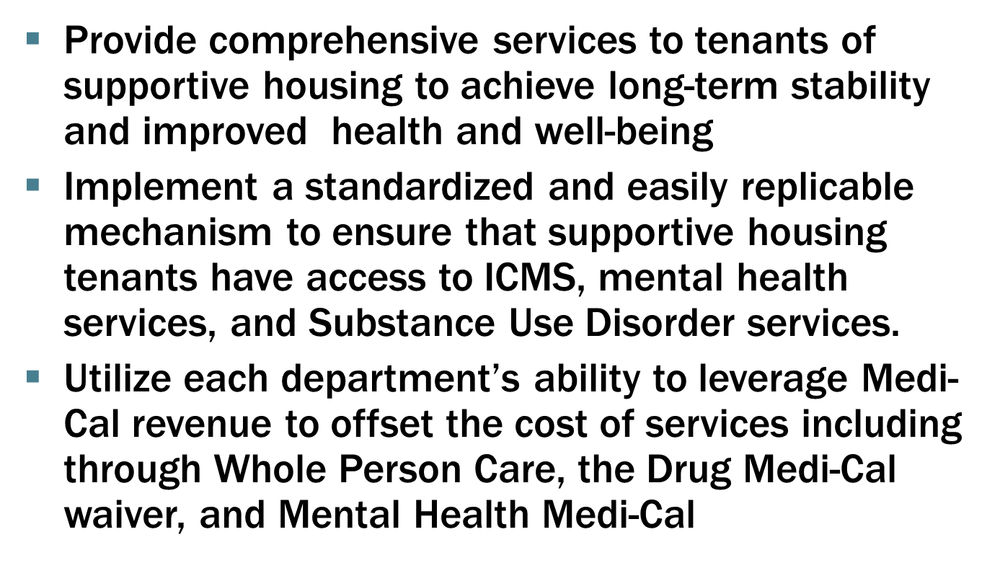 ▪ Provide comprehensive services to tenants of
supportive housing to achieve long-term stability
and improved  health and well-being
▪ Implement a standardized and easily replicable
mechanism to ensure that supportive housing
tenants have access to ICMS, mental health
services, and Substance Use Disorder services.
▪ Utilize each department’s ability to leverage Medi-
Cal revenue to offset the cost of services including
through Whole Person Care, the Drug Medi-Cal
waiver, and Mental Health Medi-Cal